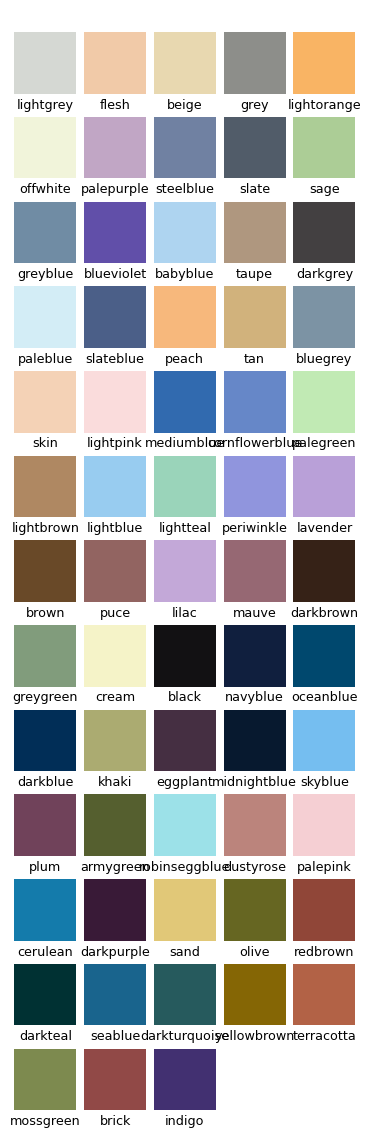 lightgrey flesh beige grey lightorange
offwhite palepurple steelblue slate sage
greyblue blueviolet babyblue taupe darkgrey
paleblue slateblue peach tan bluegrey
skin lightpink mediumblue cornflowerblue palegreen
lightbrown lightblue lightteal periwinkle lavender
brown puce lilac mauve darkbrown
greygreen cream black navyblue oceanblue
darkblue khaki eggplant midnightblue skyblue
plum armygreen robinseggblue dustyrose palepink
cerulean darkpurple sand olive redbrown
darkteal seablue darkturquoise yellowbrown terracotta
mossgreen brick indigo